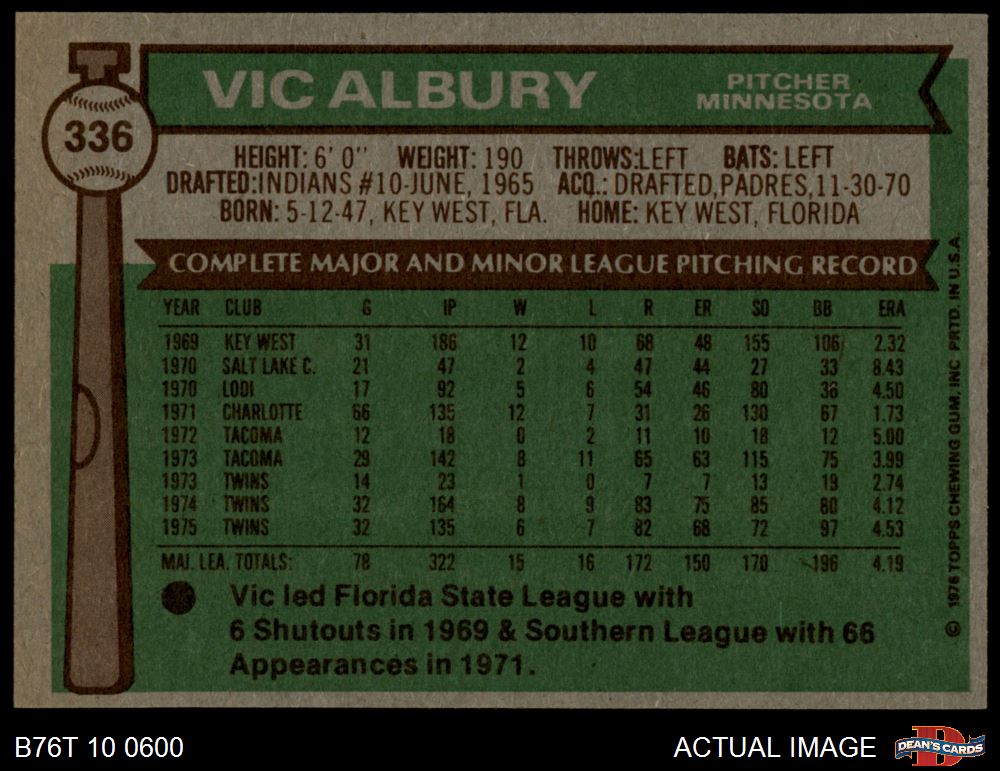 VIC ALBURY
PITCHER
MINNESOTA
336
HEIGHT: 6' 0" WEIGHT: 190 THROWS:LEFT BATS: LEFT
DRAFTED:INDIANS #10-JUNE, 1965 ACQ.: DRAFTED,PADRES,11-30-70
BORN: 5-12-47, KEY WEST, FLA. HOME: KEY WEST, FLORIDA
COMPLETE MAJOR AND MINOR LEAGUE PITCHING RECORD
YEAR CLUB G IP W L R ER SO BB ERA
1969 KEY WEST 31 186 12 10 68 48 155 106 2.32
1970 SALT LAKE C. 21 47 2 4 47 44 27 33 8.43
1970 LODI 17 92 5 6 54 46 80 36 4.50
1971 CHARLOTTE 66 135 12 7 31 26 130 67 1.73
1972 TACOMA 12 18 0 2 11 10 18 12 5.00
1973 TACOMA 29 142 8 11 65 63 115 75 3.99
1973 TWINS 14 23 1 0 7 7 13 19 2.74
1974 TWINS 32 164 8 9 83 75 85 80 4.12
1975 TWINS 32 135 6 7 82 68 72 97 4.53
MAJ. LEA. TOTALS: 78 322 15 16 172 150 170 196 4.19
Vic led Florida State League with
6 Shutouts in 1969 & Southern League with 66
Appearances in 1971.
© 1976 TOPPS CHEWING GUM, INC PRTD. IN U.S.A.
B76T 10 0600
ACTUAL IMAGE
D
DEAN'S CARDS